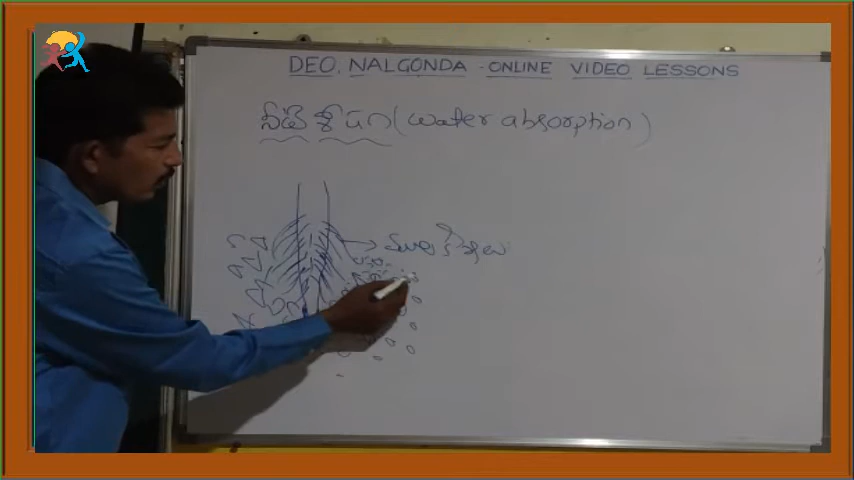 DEO, NALGONDA - ONLINE VIDEO LESSONS
నీటి శోషణ (water absorption)
మూలకేశాలు